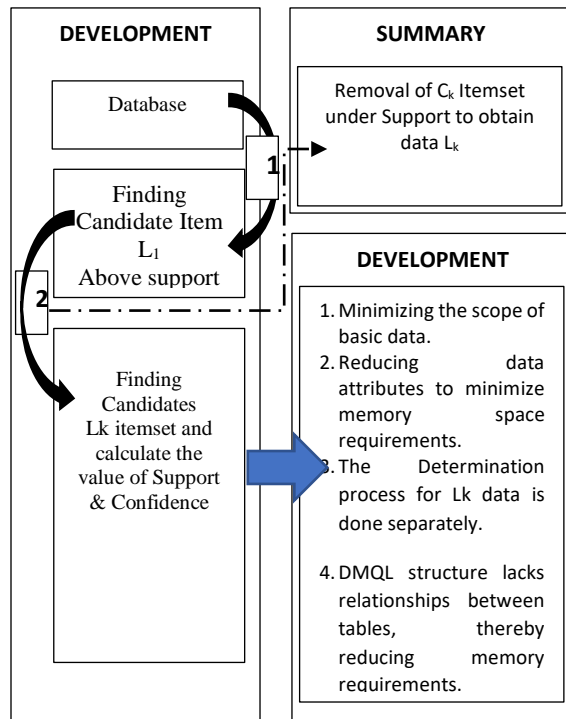 DEVELOPMENT
Database
1
Finding
Candidate Item
L1
Above support
2
Finding
Candidates
Lk itemset and
calculate the
value of Support
& Confidence
SUMMARY
Removal of Ck Itemset
under Support to obtain
data Lk
DEVELOPMENT
1. Minimizing the scope of
basic data.
2. Reducing data
attributes to minimize
memory space
requirements.
3. The Determination
process for Lk data is
done separately.
4. DMQL structure lacks
relationships between
tables, thereby
reducing memory
requirements.